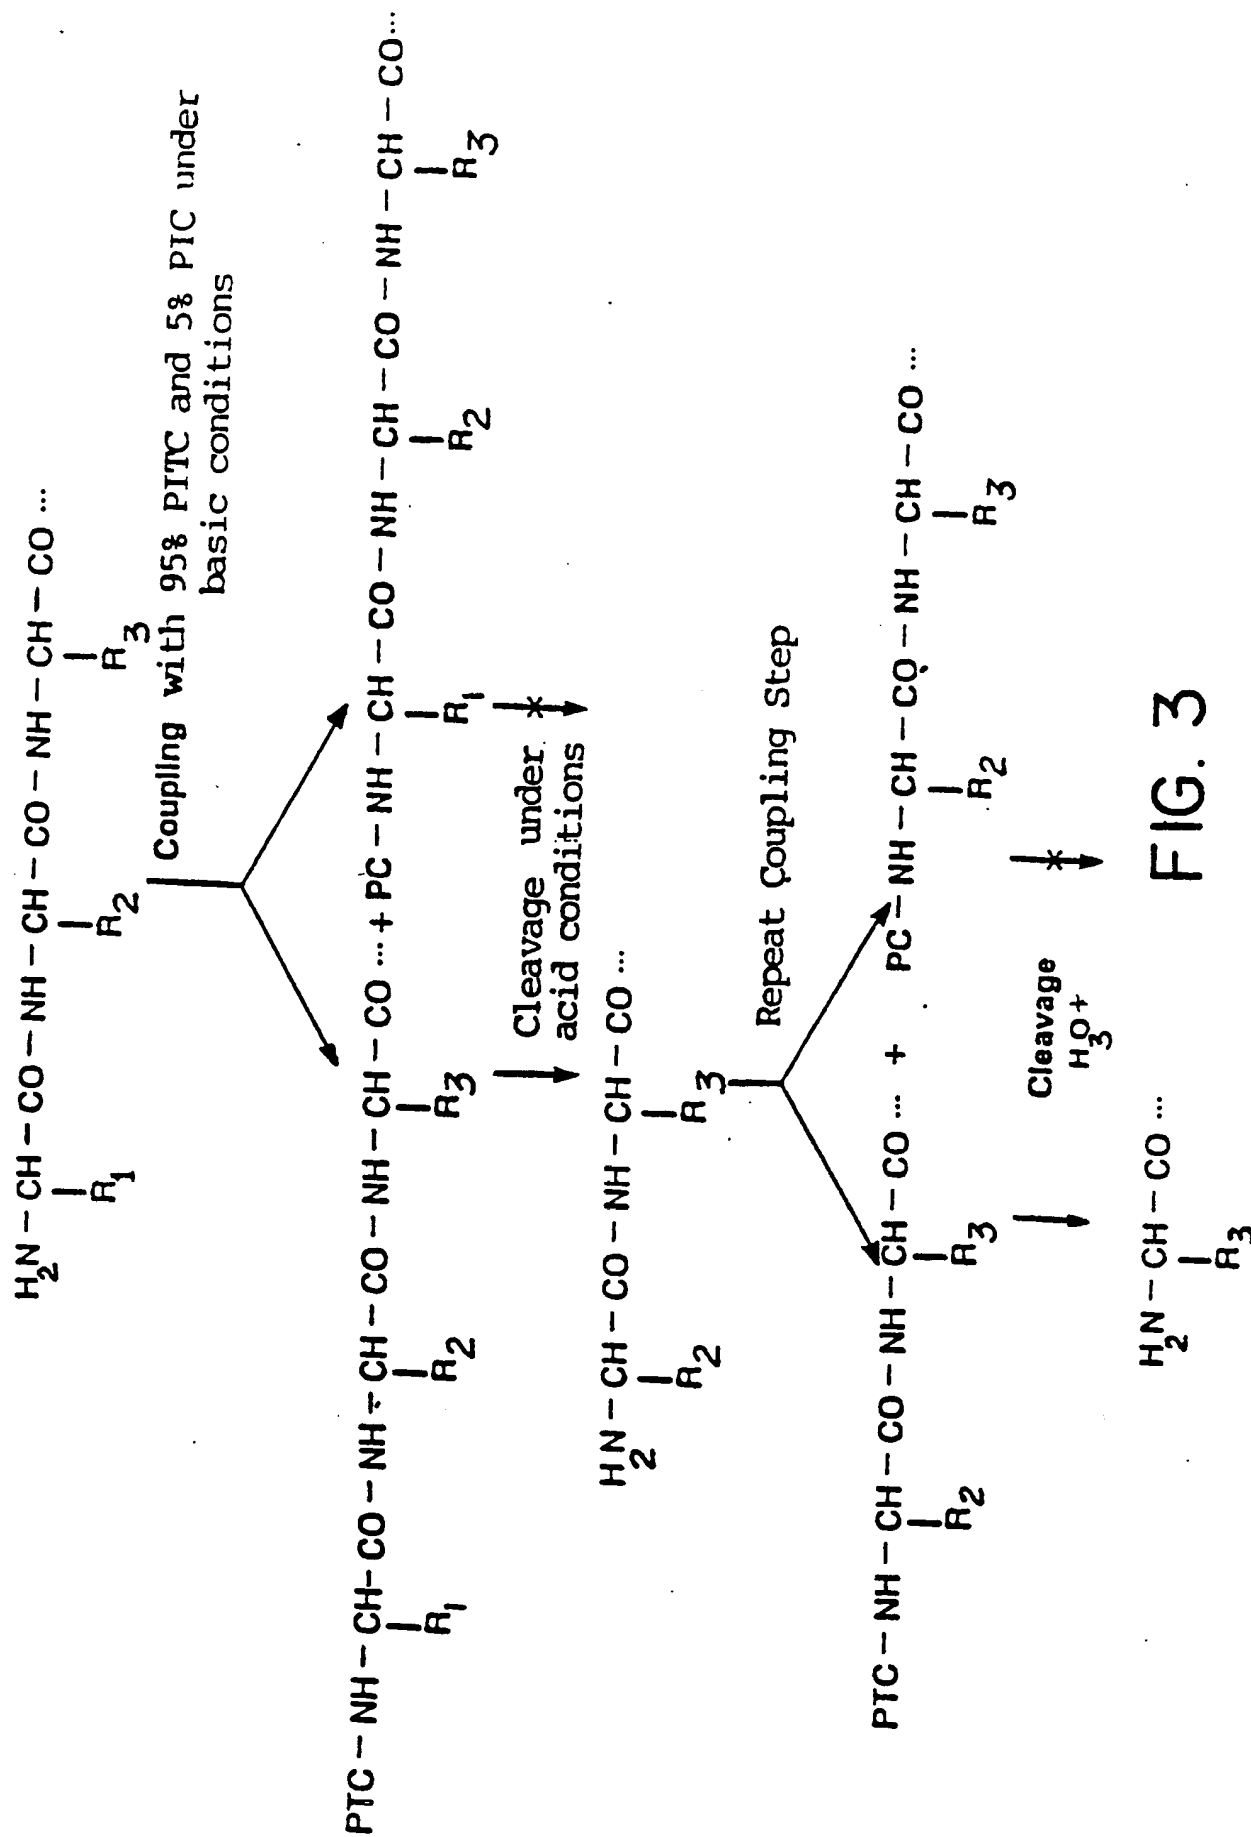 H2N-CH-CO-NH-CH-CO-NH-CH-CO...
R1 R2 R3
Coupling with 95% PITC and 5% PIC under
basic conditions
PTC-NH-CH-CO-NH-CH-CO-NH-CH-CO...+PC-NH-CH-CO-NH-CH-CO-NH-CH-CO...
R1 R2 R3 R1 R2 R3
Cleavage under
acid conditions
H2N-CH-CO-NH-CH-CO...
R2 R3
Repeat Coupling Step
PTC-NH-CH-CO-NH-CH-CO... + PC-NH-CH-CO-NH-CH-CO...
R2 R3 R2 R3
Cleavage
H3O+
H2N-CH-CO...
R3
FIG. 3